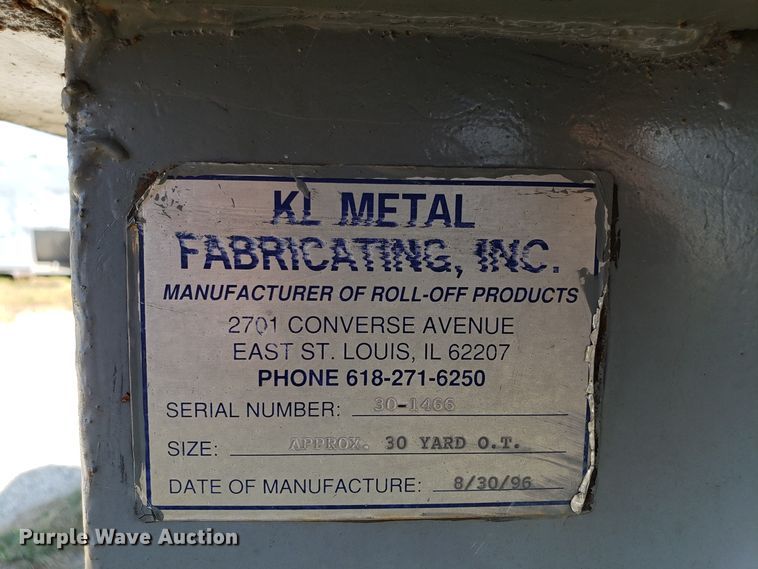 KL METAL
FABRICATING, INC.
MANUFACTURER OF ROLL-OFF PRODUCTS
2701 CONVERSE AVENUE
EAST ST. LOUIS, IL 62207
PHONE 618-271-6250
SERIAL NUMBER: 30-1466
SIZE: APPROX. 30 YARD O.T.
DATE OF MANUFACTURE: 8/30/96
Purple Wave Auction